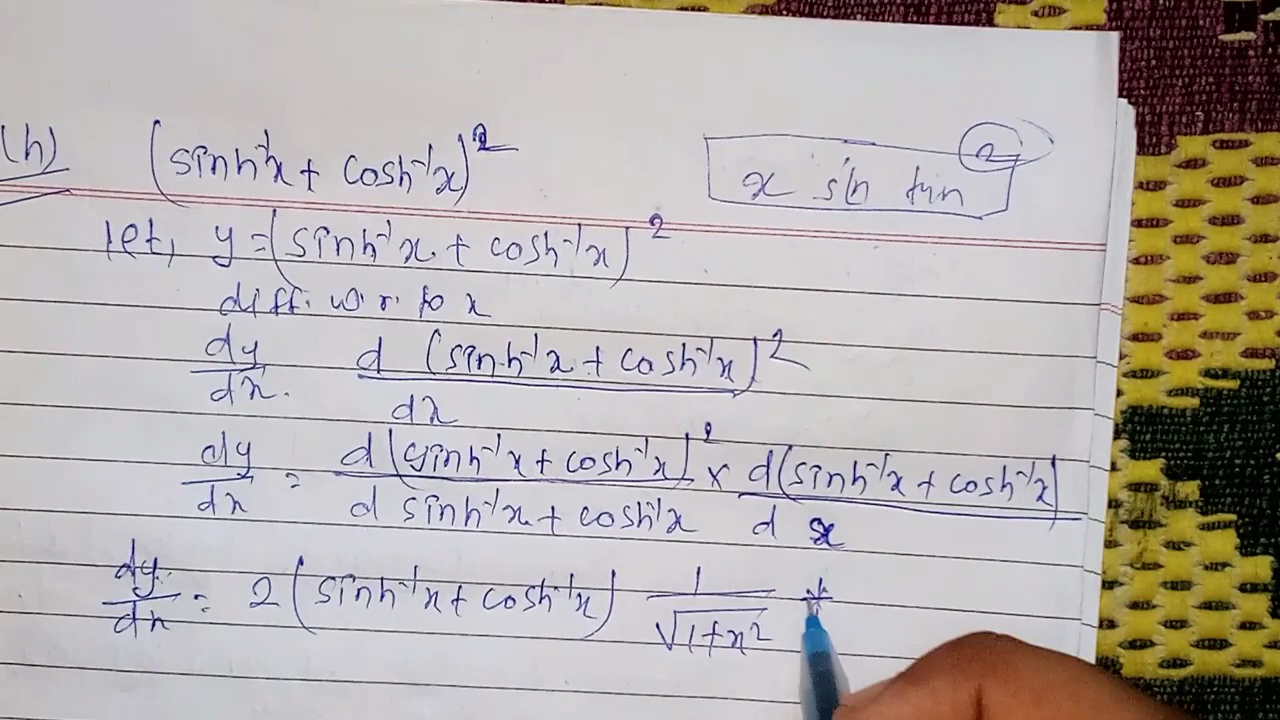 (h) (sinh⁻¹x + cosh⁻¹x)²
x sin fun 2
let, y = (sinh⁻¹x + cosh⁻¹x)²
diff. w. r. to x
dy/dx. d (sinh⁻¹x + cosh⁻¹x)²/dx
dy/dx = d(sinh⁻¹x + cosh⁻¹x)²/d sinh⁻¹x + cosh⁻¹x × d(sinh⁻¹x + cosh⁻¹x)/d x
dy/dx = 2 (sinh⁻¹x + cosh⁻¹x) 1/√1+x² +